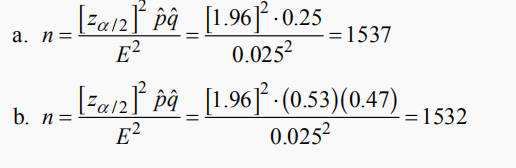 a. n = [z_{α/2}]² p̂q̂ / E² = [1.96]² · 0.25 / 0.025² = 1537
b. n = [z_{α/2}]² p̂q̂ / E² = [1.96]² · (0.53)(0.47) / 0.025² = 1532